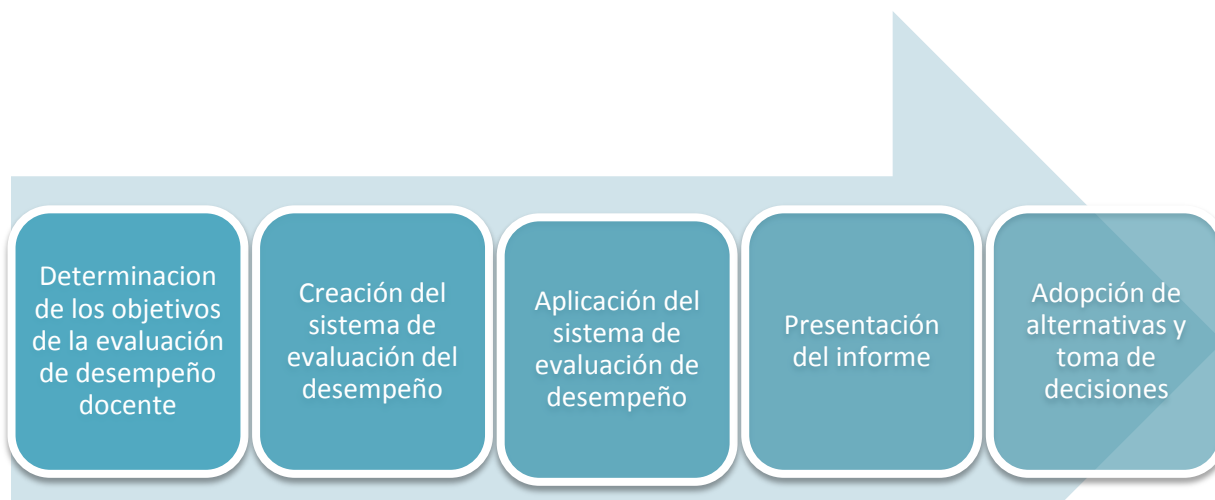 Determinacion
de los objetivos
de la evaluación
de desempeño
docente
Creación del
sistema de
evaluación del
desempeño
Aplicación del
sistema de
evaluación de
desempeño
Presentación
del informe
Adopción de
alternativas y
toma de
decisiones